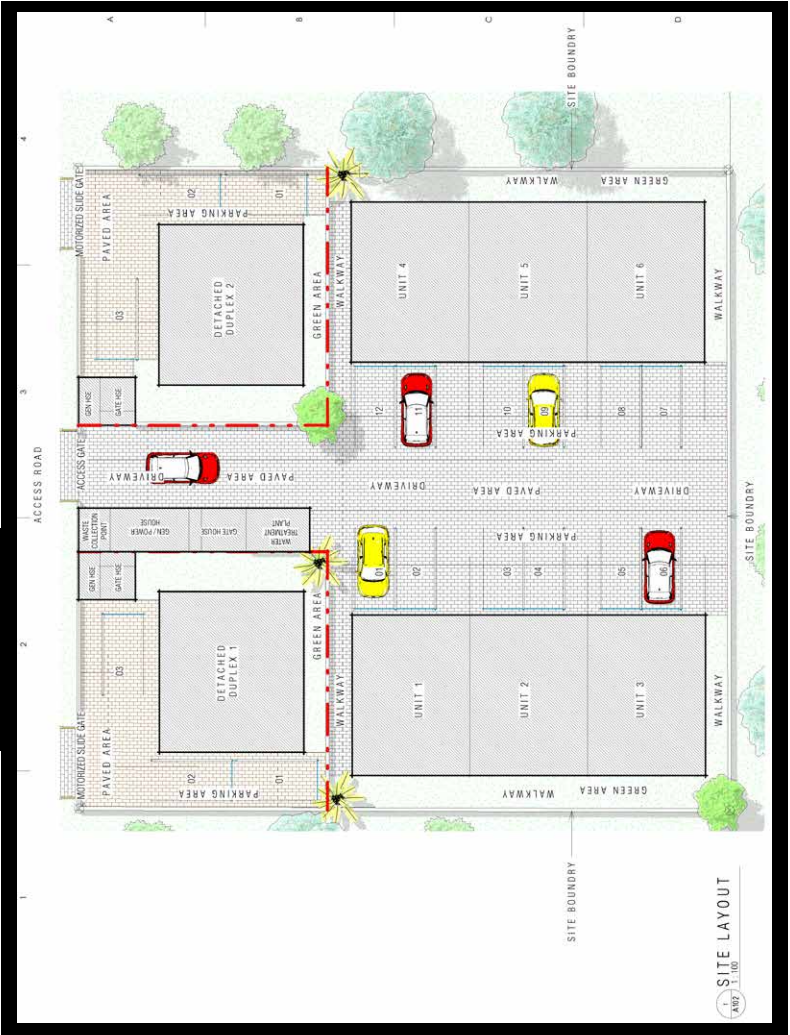 A
B
C
D
4
3
2
1
SITE BOUNDRY
ACCESS ROAD
MOTORIZED SLIDE GATE
PAVED AREA
02
01
PARKING AREA
03
DETACHED
DUPLEX 2
GREEN AREA
WALKWAY
WALKWAY
GREEN AREA
UNIT 4
UNIT 5
UNIT 6
WALKWAY
GEN HSE
GATE HSE
12
11
10
09
08
07
PARKING AREA
ACCESS GATE
DRIVEWAY
PAVED AREA
DRIVEWAY
PAVED AREA
DRIVEWAY
WASTE
COLLECTION
POINT
GEN/POWER
HOUSE
GATE HOUSE
WATER
TREATMENT
PLANT
PARKING AREA
01
02
03
04
05
06
SITE BOUNDRY
GEN HSE
GATE HSE
03
DETACHED
DUPLEX 1
GREEN AREA
WALKWAY
UNIT 1
UNIT 2
UNIT 3
WALKWAY
MOTORIZED SLIDE GATE
PAVED AREA
02
01
PARKING AREA
WALKWAY
GREEN AREA
SITE BOUNDRY
1
A102
SITE LAYOUT
1 : 100